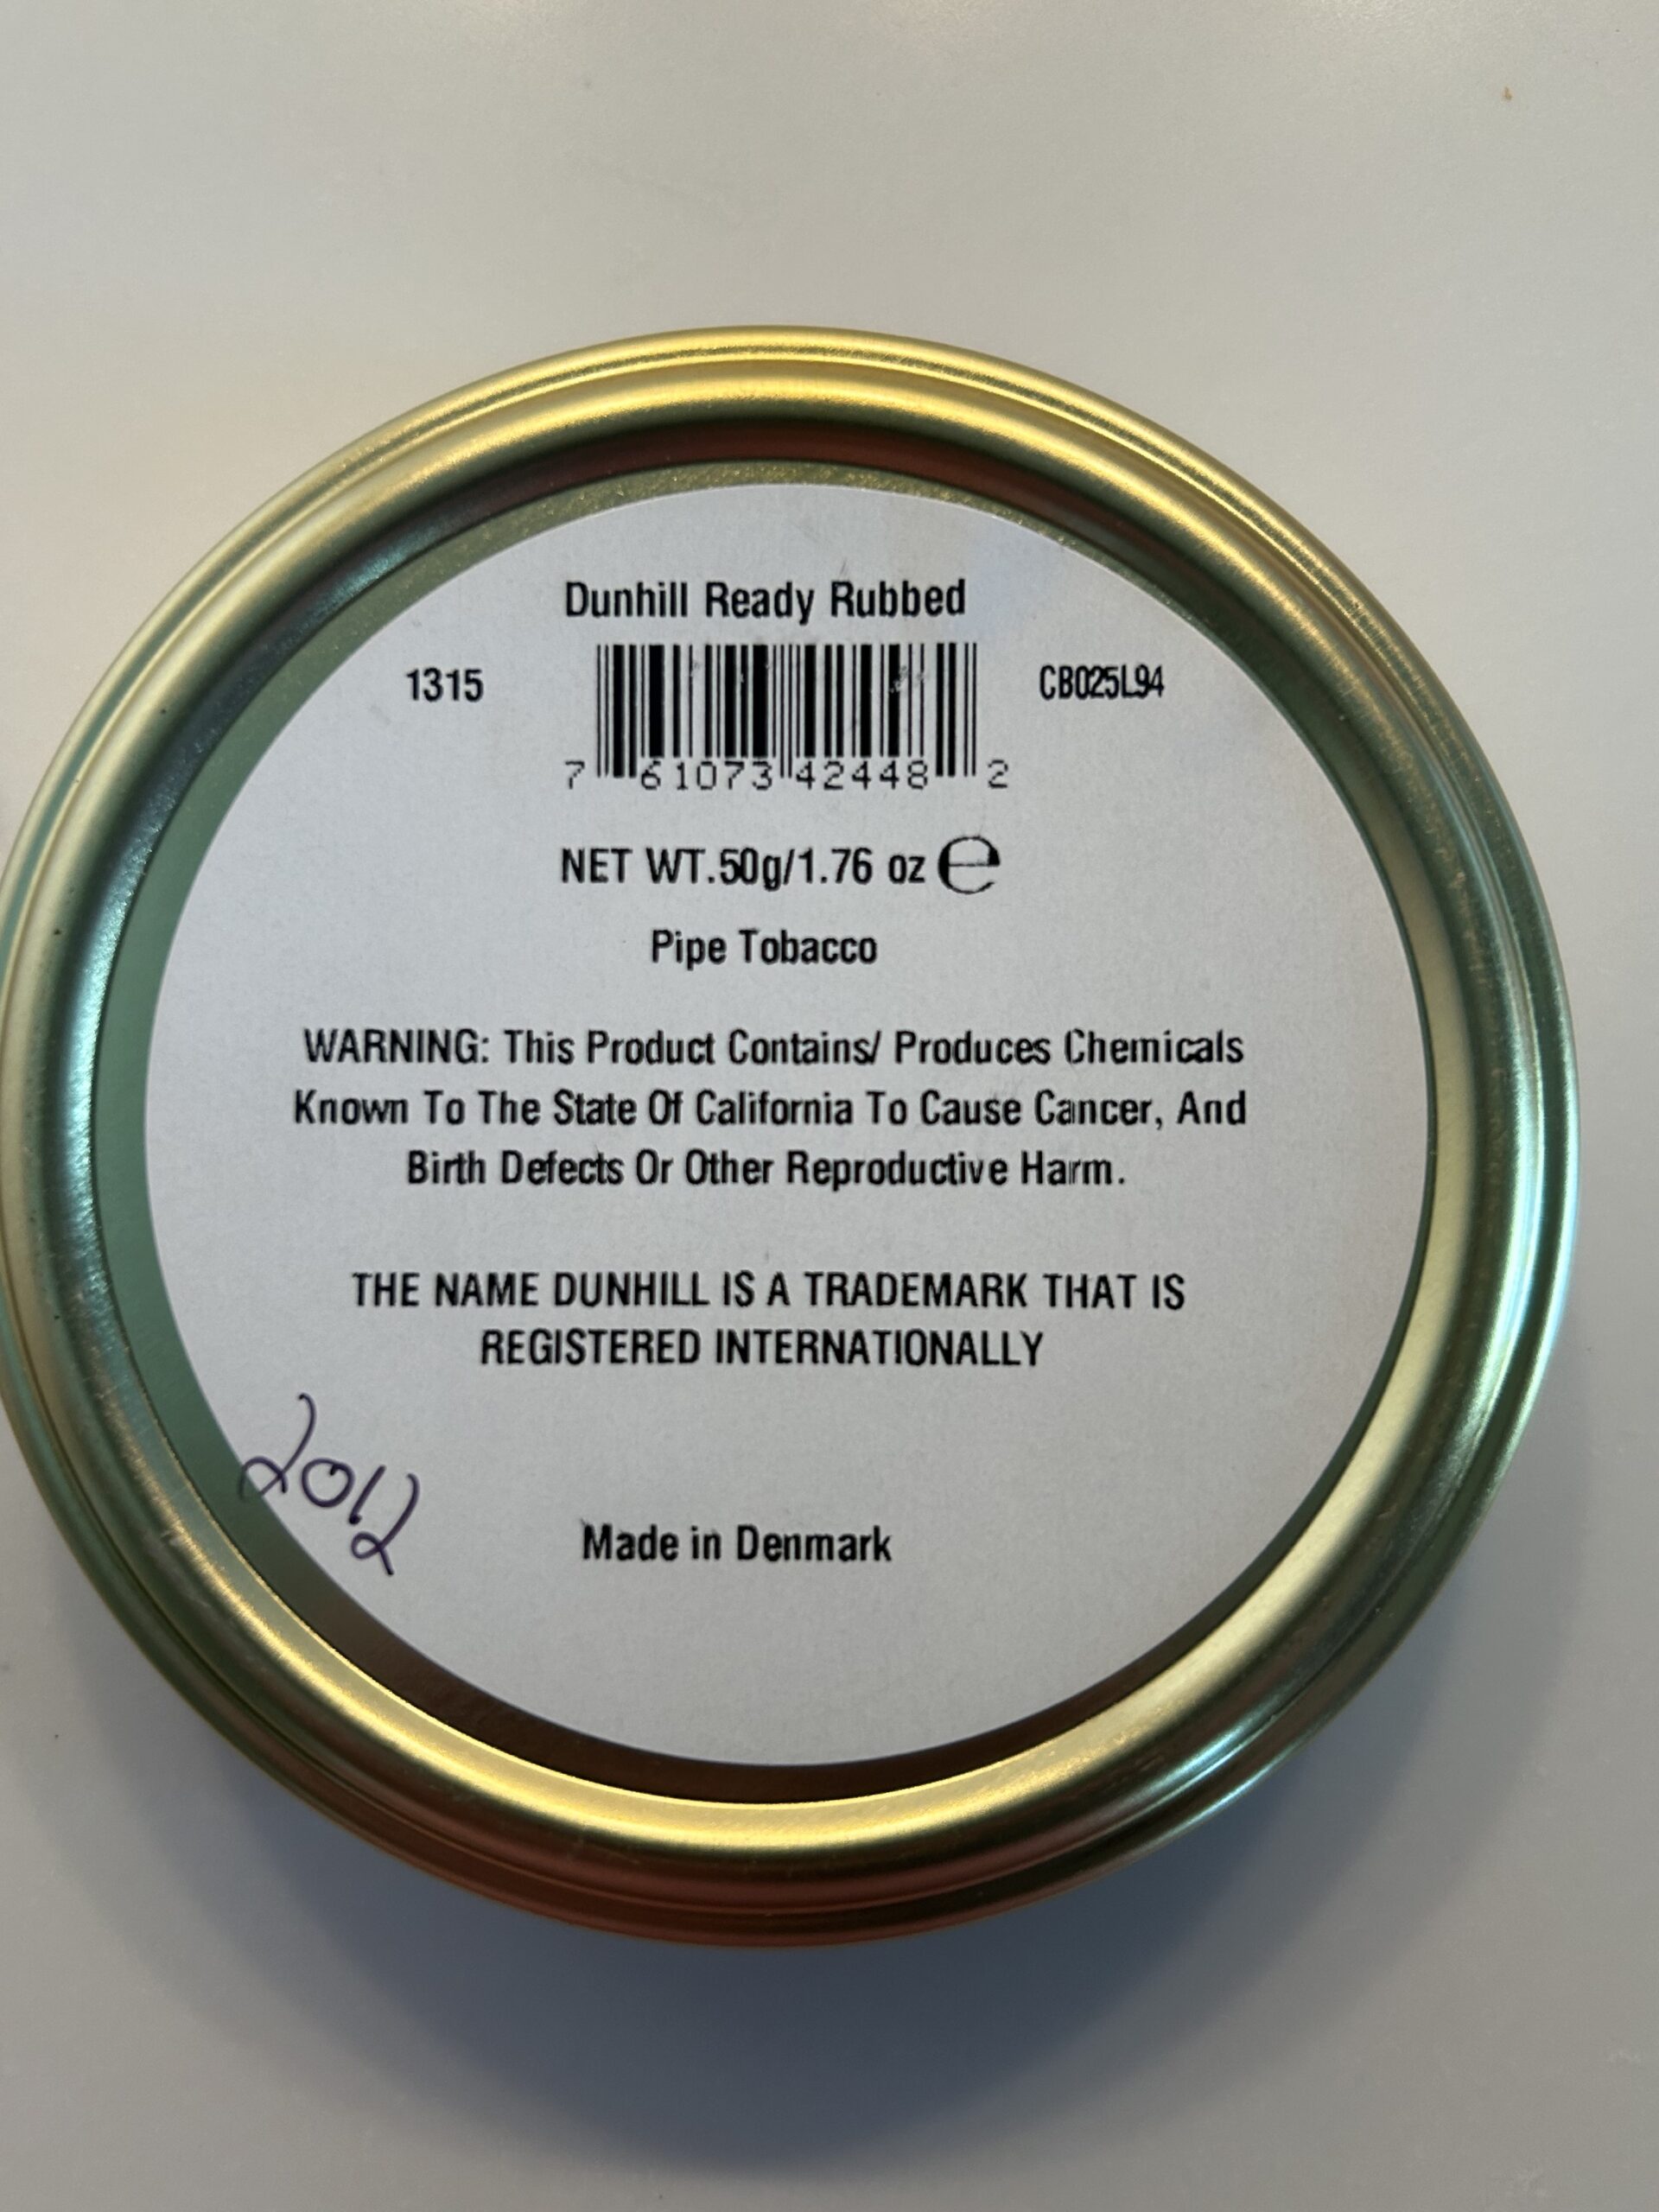 Dunhill Ready Rubbed
1315
CB025L94
7 61073 42448 2
NET WT.50g/1.76 oz ℮
Pipe Tobacco
WARNING: This Product Contains/ Produces Chemicals
Known To The State Of California To Cause Cancer, And
Birth Defects Or Other Reproductive Harm.
THE NAME DUNHILL IS A TRADEMARK THAT IS
REGISTERED INTERNATIONALLY
2012
Made in Denmark